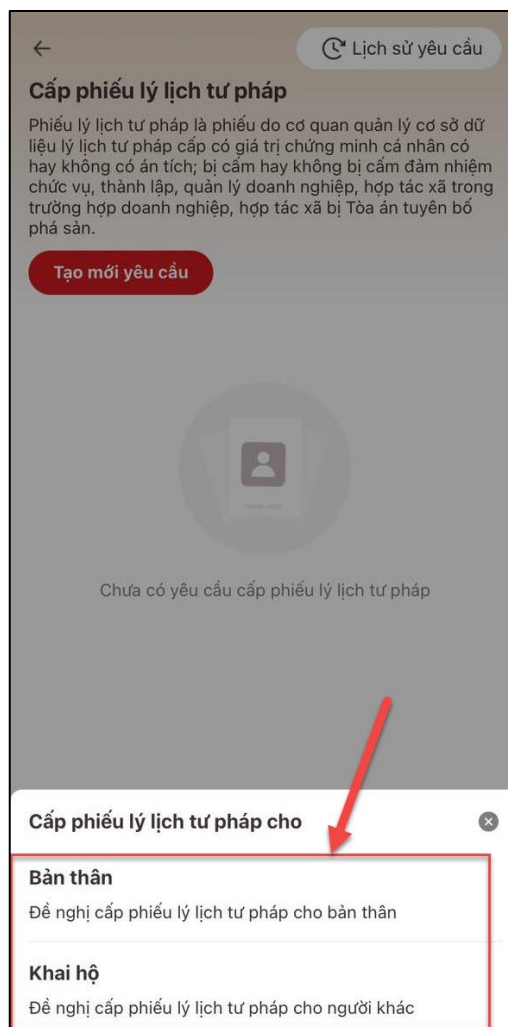 Lịch sử yêu cầu
Cấp phiếu lý lịch tư pháp
Phiếu lý lịch tư pháp là phiếu do cơ quan quản lý cơ sở dữ
liệu lý lịch tư pháp cấp có giá trị chứng minh cá nhân có
hay không có án tích; bị cấm hay không bị cấm đảm nhiệm
chức vụ, thành lập, quản lý doanh nghiệp, hợp tác xã trong
trường hợp doanh nghiệp, hợp tác xã bị Tòa án tuyên bố
phá sản.
Tạo mới yêu cầu
Chưa có yêu cầu cấp phiếu lý lịch tư pháp
Cấp phiếu lý lịch tư pháp cho
Bản thân
Đề nghị cấp phiếu lý lịch tư pháp cho bản thân
Khai hộ
Đề nghị cấp phiếu lý lịch tư pháp cho người khác